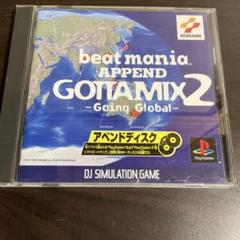 KONAMI
beatmania
APPEND
GOTTAMIX2
~Going Global~
アペンドディスク
PlayStation
DJ SIMULATION GAME